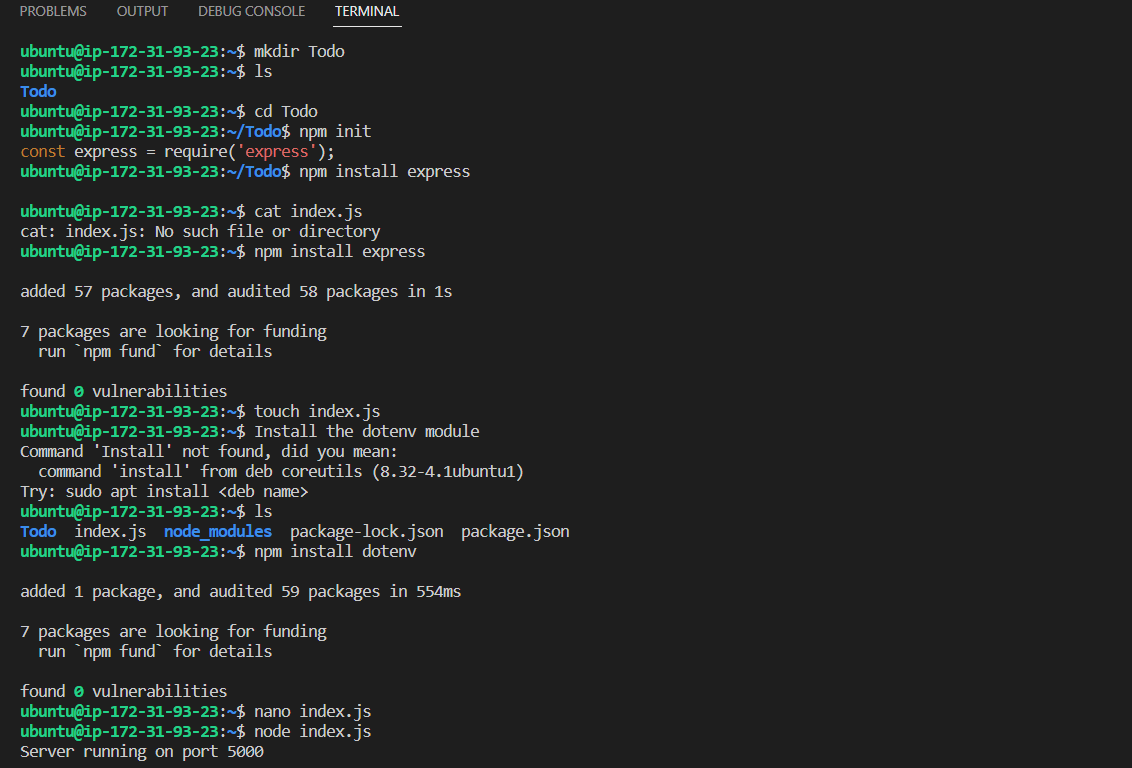 PROBLEMS OUTPUT DEBUG CONSOLE TERMINAL
ubuntu@ip-172-31-93-23:~$ mkdir Todo
ubuntu@ip-172-31-93-23:~$ ls
Todo
ubuntu@ip-172-31-93-23:~$ cd Todo
ubuntu@ip-172-31-93-23:~/Todo$ npm init
const express = require('express');
ubuntu@ip-172-31-93-23:~/Todo$ npm install express
ubuntu@ip-172-31-93-23:~$ cat index.js
cat: index.js: No such file or directory
ubuntu@ip-172-31-93-23:~$ npm install express
added 57 packages, and audited 58 packages in 1s
7 packages are looking for funding
  run `npm fund` for details
found 0 vulnerabilities
ubuntu@ip-172-31-93-23:~$ touch index.js
ubuntu@ip-172-31-93-23:~$ Install the dotenv module
Command 'Install' not found, did you mean:
  command 'install' from deb coreutils (8.32-4.1ubuntu1)
Try: sudo apt install <deb name>
ubuntu@ip-172-31-93-23:~$ ls
Todo  index.js  node_modules  package-lock.json  package.json
ubuntu@ip-172-31-93-23:~$ npm install dotenv
added 1 package, and audited 59 packages in 554ms
7 packages are looking for funding
  run `npm fund` for details
found 0 vulnerabilities
ubuntu@ip-172-31-93-23:~$ nano index.js
ubuntu@ip-172-31-93-23:~$ node index.js
Server running on port 5000